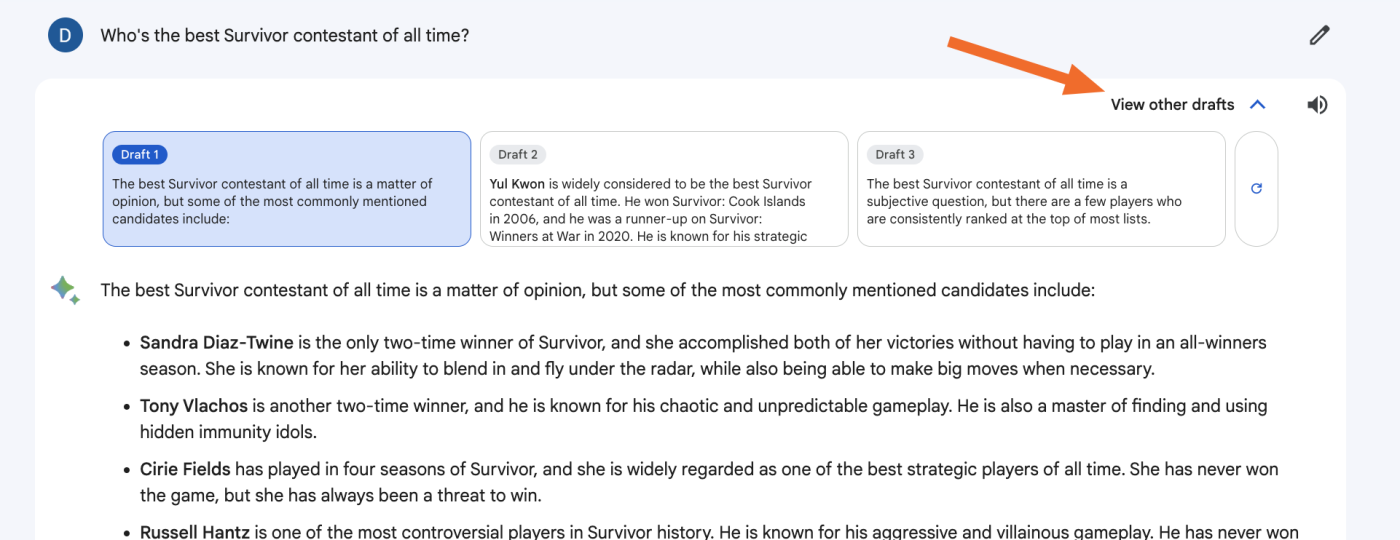 D
Who's the best Survivor contestant of all time?
View other drafts
Draft 1
The best Survivor contestant of all time is a matter of
opinion, but some of the most commonly mentioned
candidates include:
Draft 2
Yul Kwon is widely considered to be the best Survivor
contestant of all time. He won Survivor: Cook Islands
in 2006, and he was a runner-up on Survivor:
Winners at War in 2020. He is known for his strategic
Draft 3
The best Survivor contestant of all time is a
subjective question, but there are a few players who
are consistently ranked at the top of most lists.
The best Survivor contestant of all time is a matter of opinion, but some of the most commonly mentioned candidates include:
• Sandra Diaz-Twine is the only two-time winner of Survivor, and she accomplished both of her victories without having to play in an all-winners
season. She is known for her ability to blend in and fly under the radar, while also being able to make big moves when necessary.
• Tony Vlachos is another two-time winner, and he is known for his chaotic and unpredictable gameplay. He is also a master of finding and using
hidden immunity idols.
• Cirie Fields has played in four seasons of Survivor, and she is widely regarded as one of the best strategic players of all time. She has never won
the game, but she has always been a threat to win.
• Russell Hantz is one of the most controversial players in Survivor history. He is known for his aggressive and villainous gameplay. He has never won